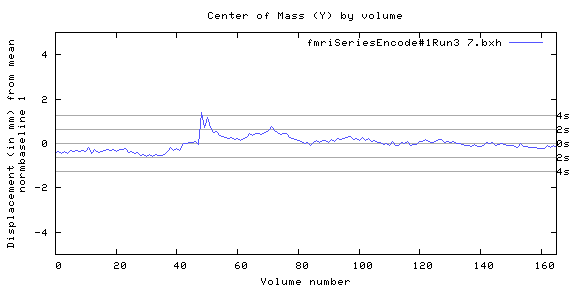 Center of Mass (Y) by volume
fmriSeriesEncode#1Run3 7.bxh
4
2
0
-2
-4
4s
2s
0s
2s
4s
0 20 40 60 80 100 120 140 160
Volume number
Displacement (in mm) from mean
normbaseline 1